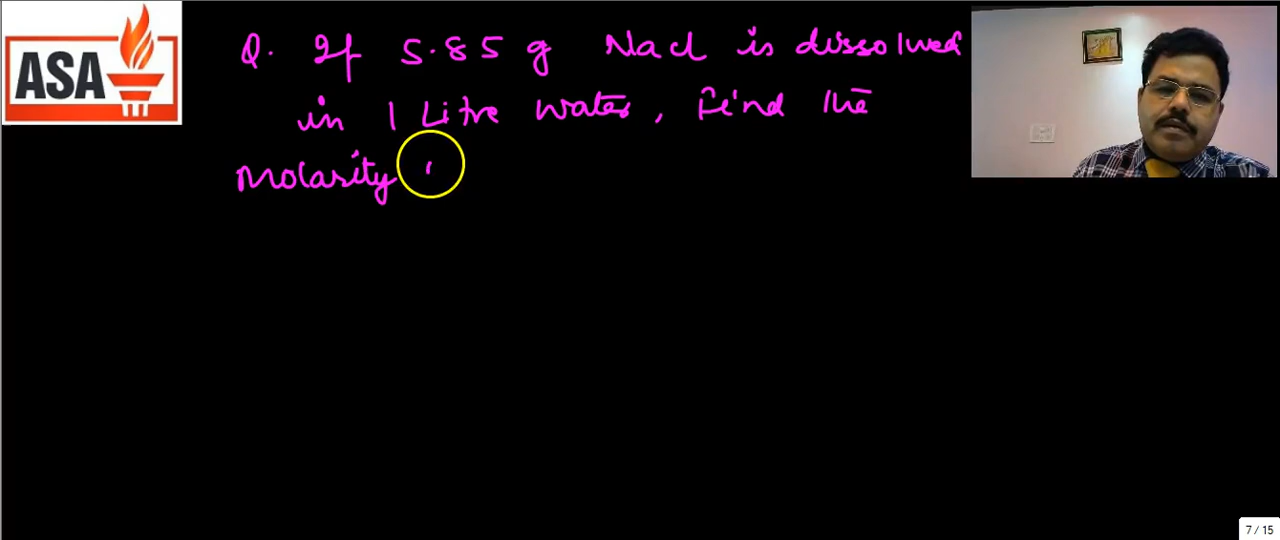 ASA
Q. If 5.85 g Nacl is dissolved
in 1 Litre water, Find the
Molarity
7 / 15